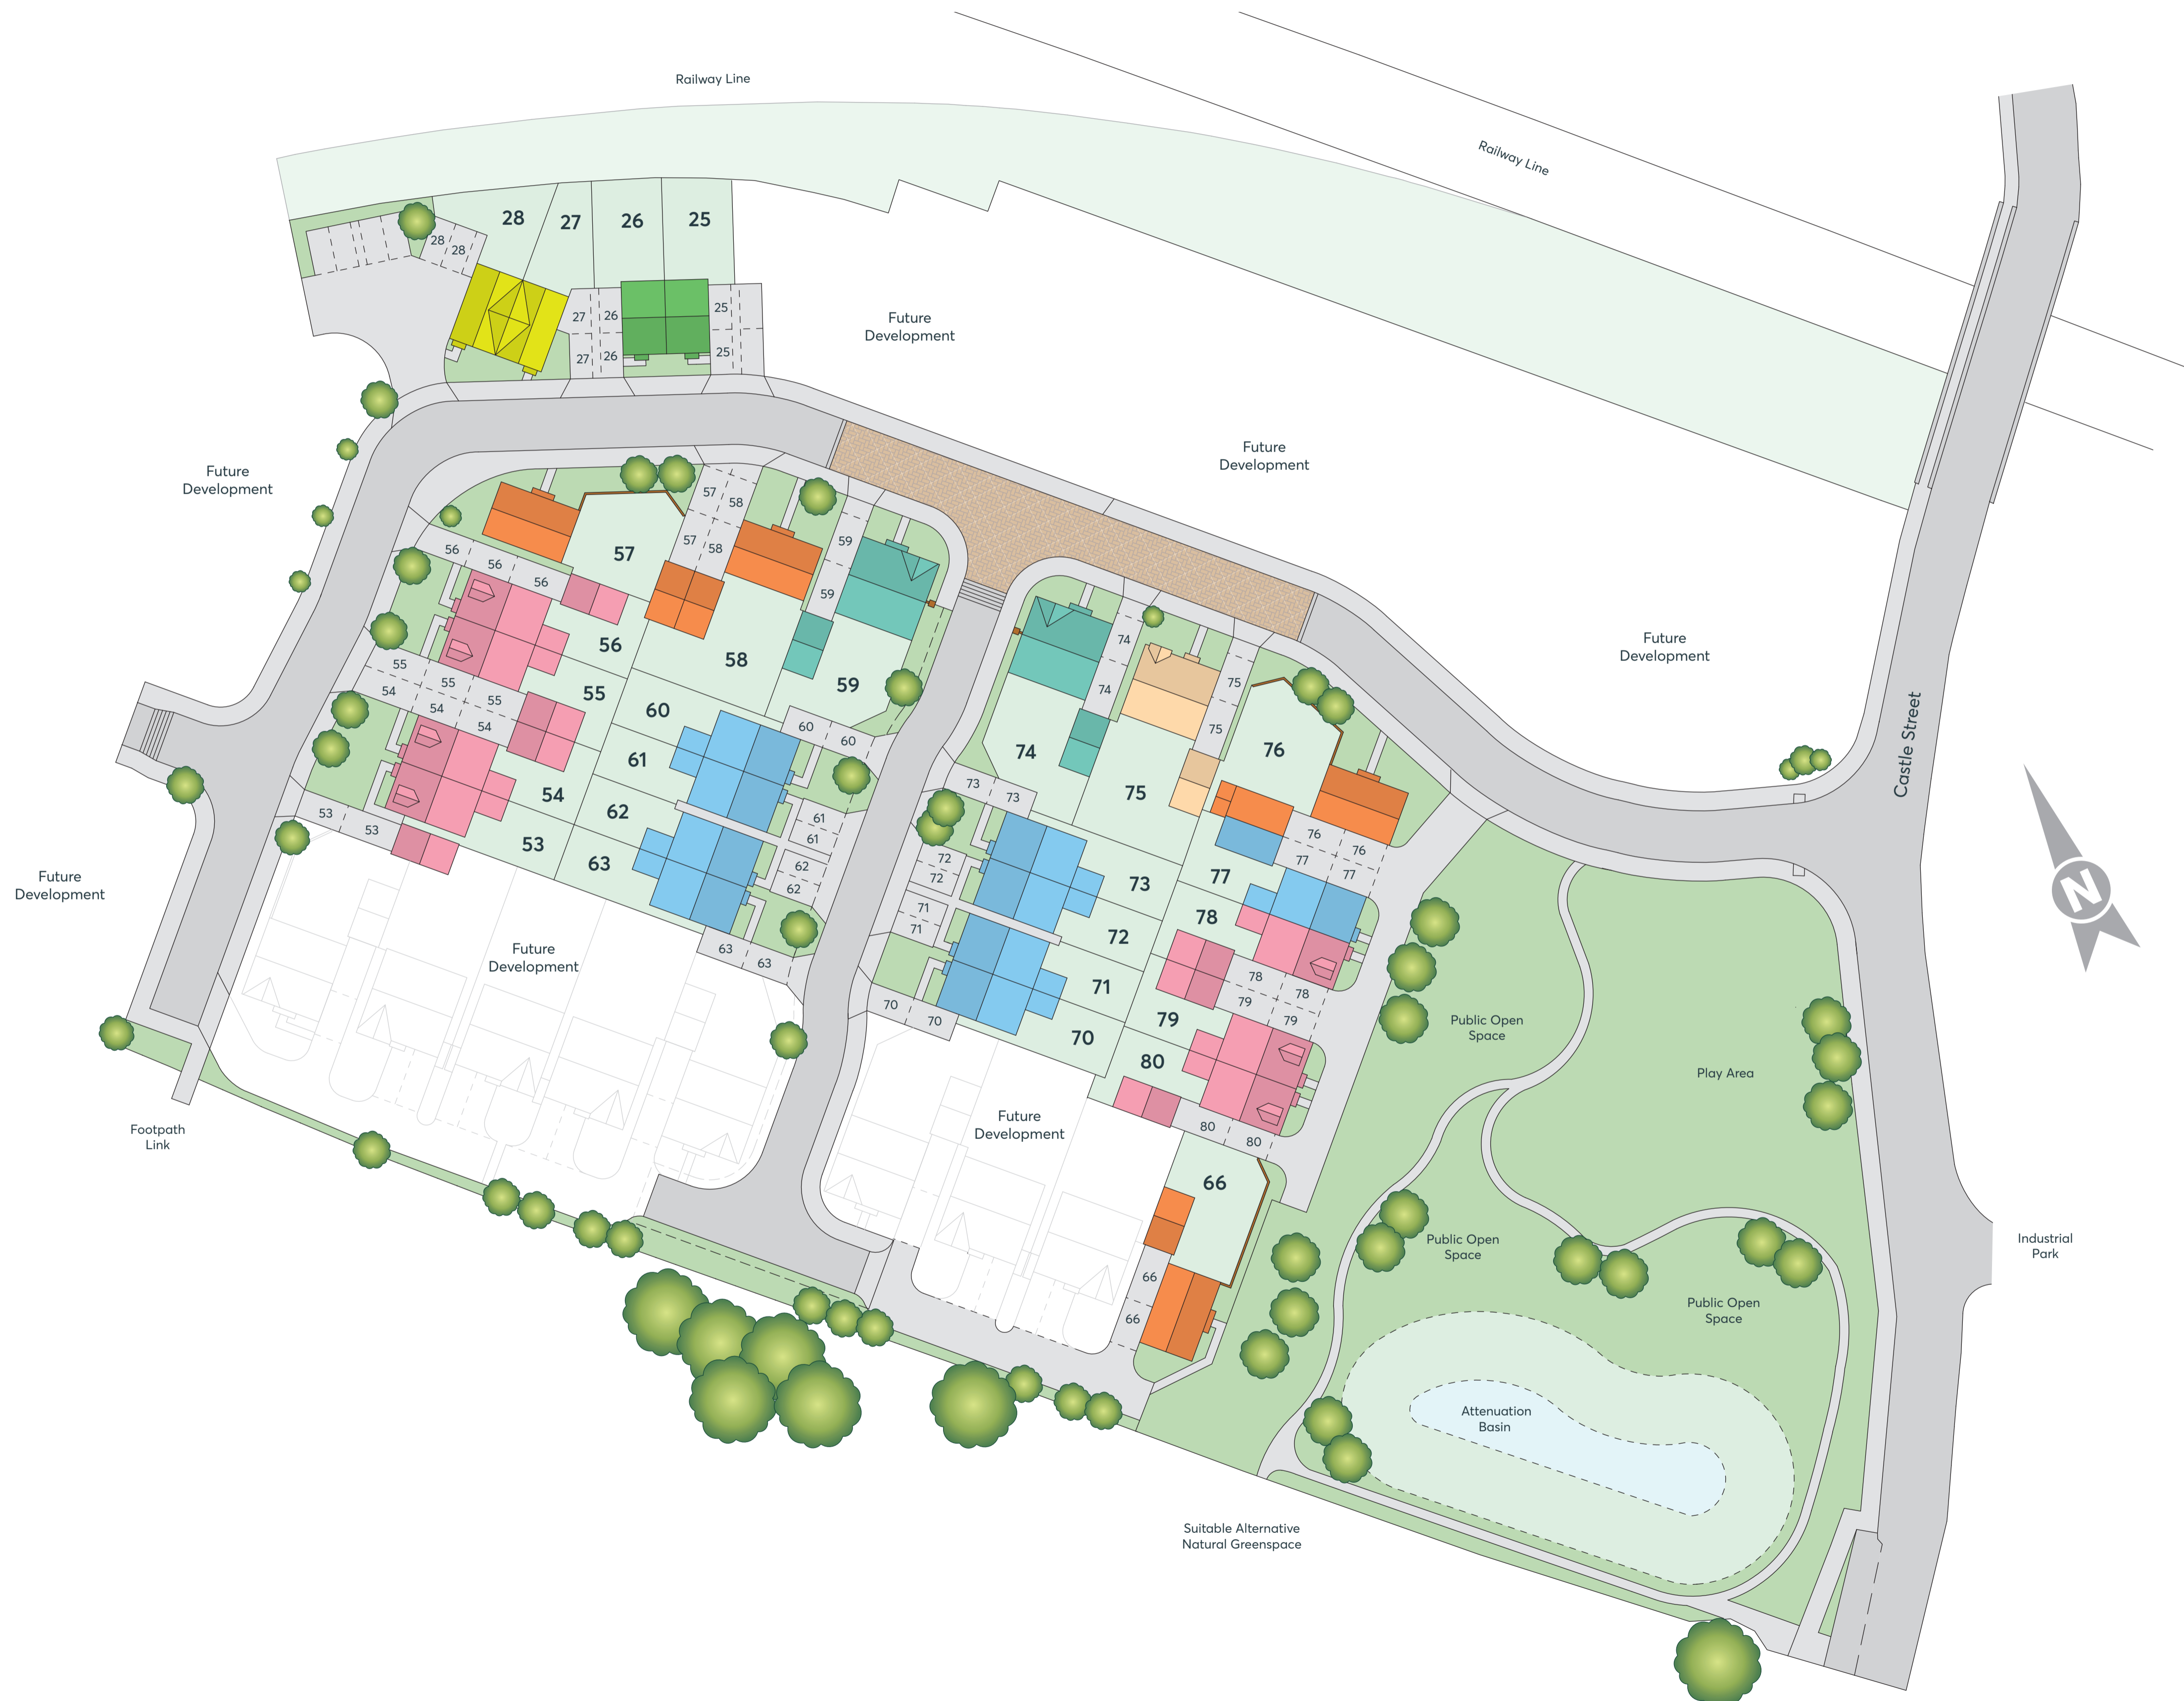 Railway Line
Railway Line
28
27
26
25
28
28
27
26
25
27
26
25
Future
Development
Future
Development
Future
Development
Future
Development
Castle Street
57
58
57
58
57
59
59
56
56
56
56
58
59
55
55
55
54
54
54
55
60
60
60
61
54
53
53
53
62
63
61
61
62
62
63
63
74
74
74
75
75
75
76
76
76
77
77
73
73
73
72
72
72
71
71
71
70
70
70
77
78
78
78
79
79
79
80
80
80
66
66
66
Future
Development
Future
Development
Future
Development
Footpath
Link
Public Open
Space
Play Area
Public Open
Space
Public Open
Space
Industrial
Park
Attenuation
Basin
Suitable Alternative
Natural Greenspace
N